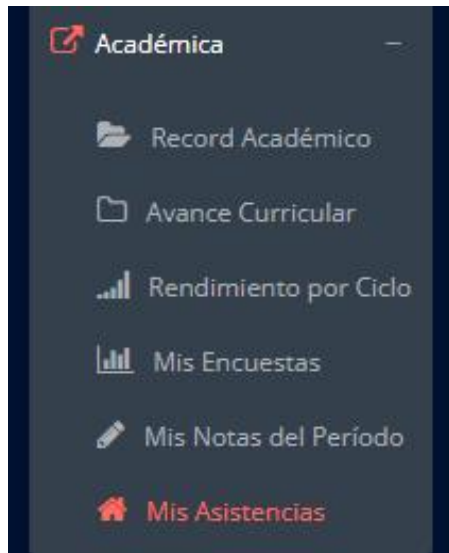 Académica
Record Académico
Avance Curricular
Rendimiento por Ciclo
Mis Encuestas
Mis Notas del Período
Mis Asistencias